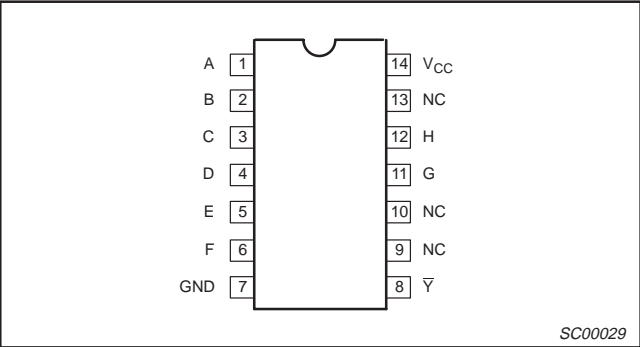 A 1 14 VCC
B 2 13 NC
C 3 12 H
D 4 11 G
E 5 10 NC
F 6 9 NC
GND 7 8 Y̅
SC00029